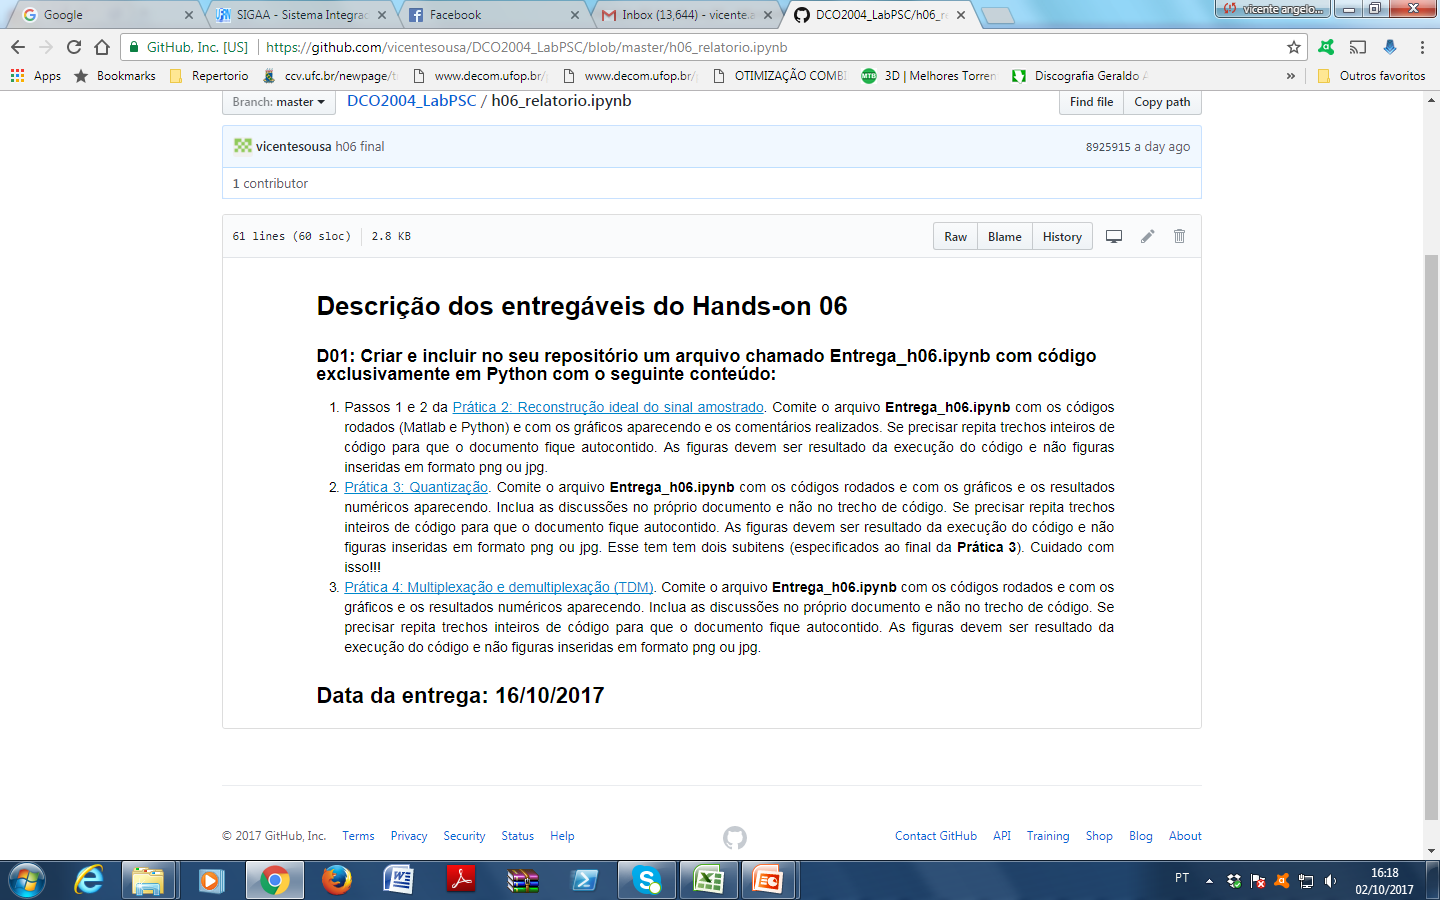 Google
SIGAA - Sistema Integrad
Facebook
Inbox (13,644) - vicente.a
DCO2004_LabPSC/h06_re
vicente angelo...
GitHub, Inc. [US]
https://github.com/vicentesousa/DCO2004_LabPSC/blob/master/h06_relatorio.ipynb
Apps
Bookmarks
Repertorio
ccv.ufc.br/newpage/t
www.decom.ufop.br/
www.decom.ufop.br/
OTIMIZAÇÃO COMBI
MTB
3D | Melhores Torren
Discografia Geraldo A
»
Outros favoritos
Branch: master
DCO2004_LabPSC / h06_relatorio.ipynb
Find file
Copy path
vicentesousa h06 final
8925915 a day ago
1 contributor
61 lines (60 sloc)
2.8 KB
Raw
Blame
History
Descrição dos entregáveis do Hands-on 06
D01: Criar e incluir no seu repositório um arquivo chamado Entrega_h06.ipynb com código
exclusivamente em Python com o seguinte conteúdo:
1. Passos 1 e 2 da Prática 2: Reconstrução ideal do sinal amostrado. Comite o arquivo Entrega_h06.ipynb com os códigos
rodados (Matlab e Python) e com os gráficos aparecendo e os comentários realizados. Se precisar repita trechos inteiros de
código para que o documento fique autocontido. As figuras devem ser resultado da execução do código e não figuras
inseridas em formato png ou jpg.
2. Prática 3: Quantização. Comite o arquivo Entrega_h06.ipynb com os códigos rodados e com os gráficos e os resultados
numéricos aparecendo. Inclua as discussões no próprio documento e não no trecho de código. Se precisar repita trechos
inteiros de código para que o documento fique autocontido. As figuras devem ser resultado da execução do código e não
figuras inseridas em formato png ou jpg. Esse tem tem dois subitens (especificados ao final da Prática 3). Cuidado com
isso!!!
3. Prática 4: Multiplexação e demultiplexação (TDM). Comite o arquivo Entrega_h06.ipynb com os códigos rodados e com os
gráficos e os resultados numéricos aparecendo. Inclua as discussões no próprio documento e não no trecho de código. Se
precisar repita trechos inteiros de código para que o documento fique autocontido. As figuras devem ser resultado da
execução do código e não figuras inseridas em formato png ou jpg.
Data da entrega: 16/10/2017
© 2017 GitHub, Inc.
Terms
Privacy
Security
Status
Help
Contact GitHub
API
Training
Shop
Blog
About
PT
16:18
02/10/2017